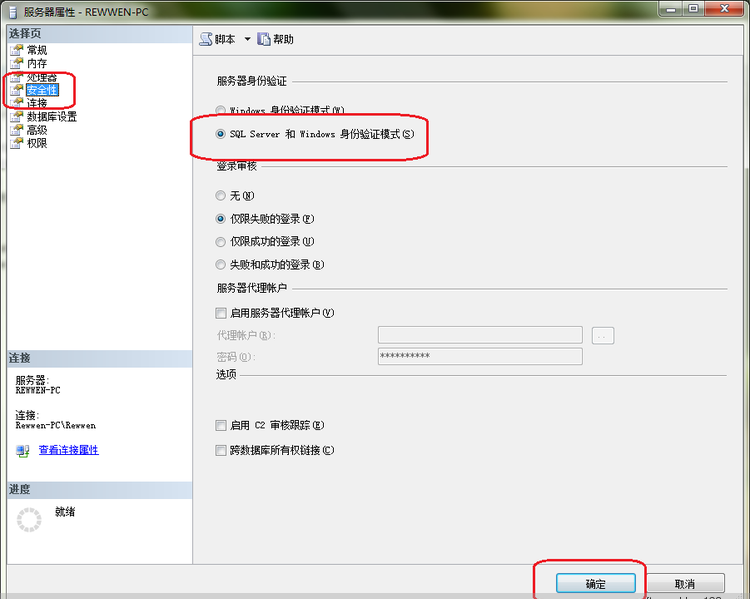 服务器属性 - REWWEN-PC
选择页
常规
内存
处理器
安全性
连接
数据库设置
高级
权限
连接
服务器:
REWWEN-PC
连接:
Rewwen-PC\Rewwen
查看连接属性
进度
就绪
脚本
帮助
服务器身份验证
Windows 身份验证模式(W)
SQL Server 和 Windows 身份验证模式(S)
登录审核
无(N)
仅限失败的登录(F)
仅限成功的登录(U)
失败和成功的登录(B)
服务器代理帐户
启用服务器代理帐户(Y)
代理帐户(R):
密码(O):
**********
选项
启用 C2 审核跟踪(E)
跨数据库所有权链接(C)
确定
取消